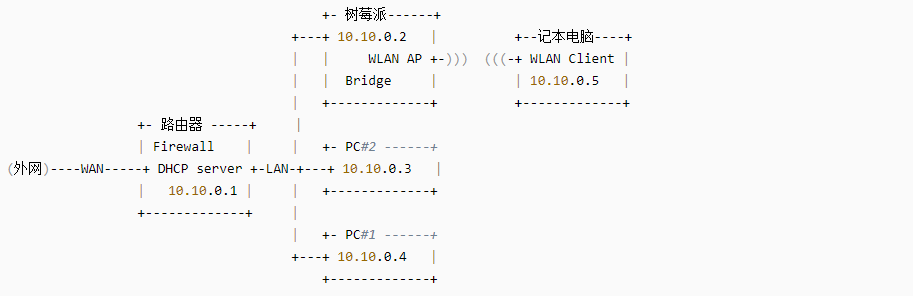 +- 树莓派------+
+---+ 10.10.0.2 | +--记本电脑----+
| | WLAN AP +-))) (((-+ WLAN Client |
| | Bridge | | 10.10.0.5 |
| +-------------+ +-------------+
+- 路由器 -----+ |
| Firewall | | +- PC#2 ------+
(外网)----WAN-----+ DHCP server +-LAN-+---+ 10.10.0.3 |
| 10.10.0.1 | | +-------------+
+-------------+ |
| +- PC#1 ------+
+---+ 10.10.0.4 |
+-------------+